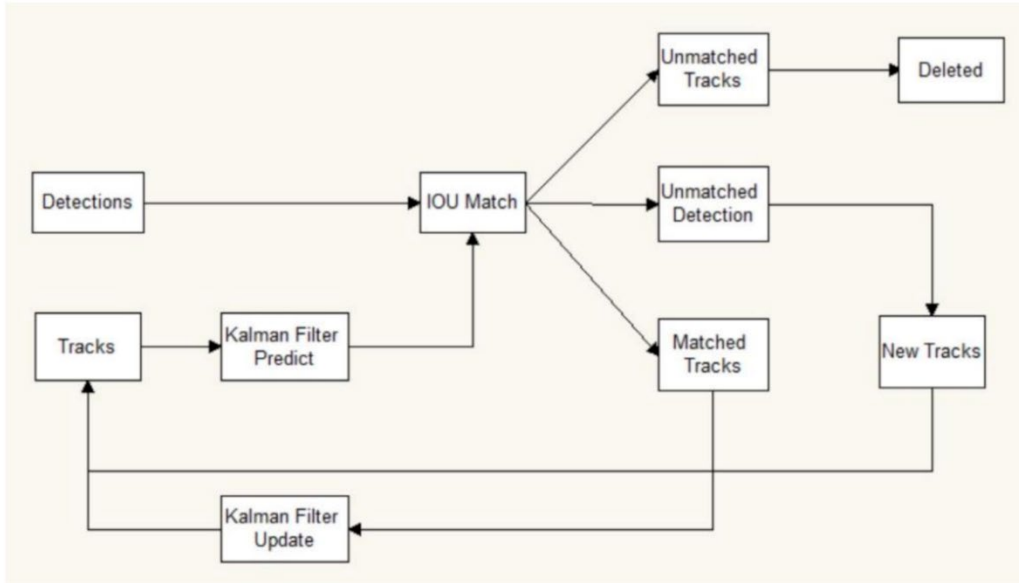 Unmatched
Tracks
Deleted
Detections
IOU Match
Unmatched
Detection
Tracks
Kalman Filter
Predict
Matched
Tracks
New Tracks
Kalman Filter
Update